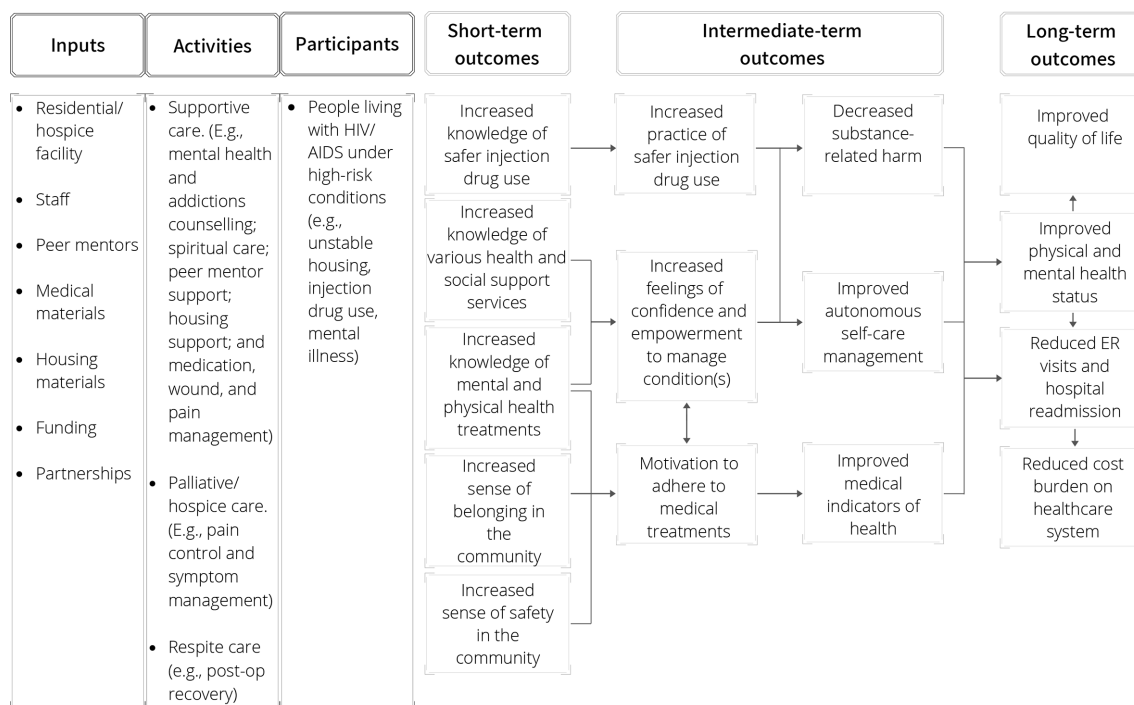 Inputs
Activities
Participants
Short-term
outcomes
Intermediate-term
outcomes
Long-term
outcomes
• Residential/
hospice
facility
• Staff
• Peer mentors
• Medical
materials
• Housing
materials
• Funding
• Partnerships
• Supportive
care. (E.g.,
mental health
and
addictions
counselling;
spiritual care;
peer mentor
support;
housing
support; and
medication,
wound, and
pain
management)
• Palliative/
hospice care.
(E.g., pain
control and
symptom
management)
• Respite care
(e.g., post-op
recovery)
• People living
with HIV/
AIDS under
high-risk
conditions
(e.g.,
unstable
housing,
injection
drug use,
mental
illness)
Increased
knowledge of
safer injection
drug use
Increased
knowledge of
various health and
social support
services
Increased
knowledge of
mental and
physical health
treatments
Increased
sense of
belonging in
the
community
Increased
sense of safety
in the
community
Increased
practice of
safer injection
drug use
Increased
feelings of
confidence and
empowerment
to manage
condition(s)
Motivation to
adhere to
medical
treatments
Decreased
substance-
related harm
Improved
autonomous
self-care
management
Improved
medical
indicators of
health
Improved
quality of life
Improved
physical and
mental health
status
Reduced ER
visits and
hospital
readmission
Reduced cost
burden on
healthcare
system